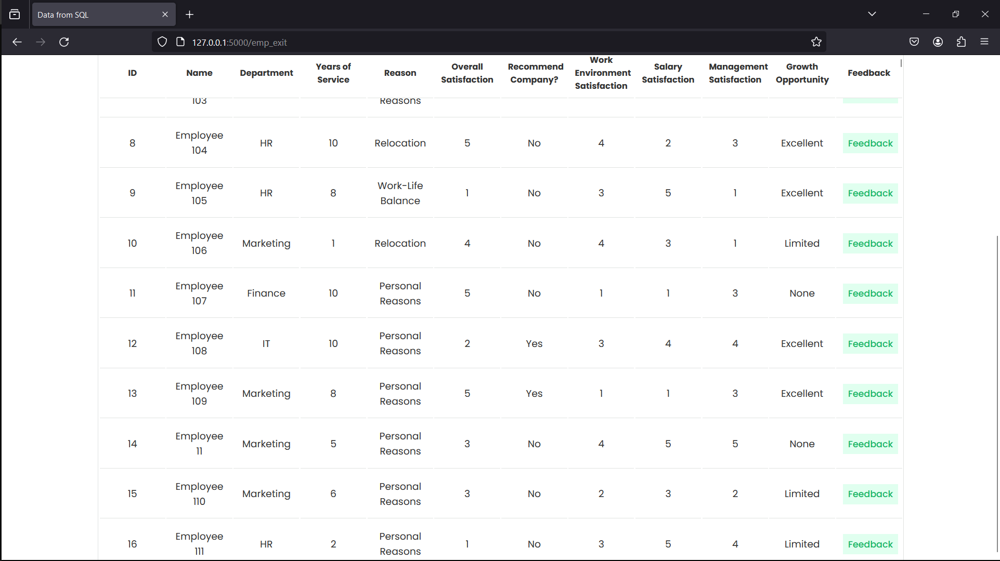 Data from SQL
127.0.0.1:5000/emp_exit
ID Name Department Years of Service Reason Overall Satisfaction Recommend Company? Work Environment Satisfaction Salary Satisfaction Management Satisfaction Growth Opportunity Feedback
103 Reasons
8 Employee 104 HR 10 Relocation 5 No 4 2 3 Excellent Feedback
9 Employee 105 HR 8 Work-Life Balance 1 No 3 5 1 Excellent Feedback
10 Employee 106 Marketing 1 Relocation 4 No 4 3 1 Limited Feedback
11 Employee 107 Finance 10 Personal Reasons 5 No 1 1 3 None Feedback
12 Employee 108 IT 10 Personal Reasons 2 Yes 3 4 4 Excellent Feedback
13 Employee 109 Marketing 8 Personal Reasons 5 Yes 1 1 3 Excellent Feedback
14 Employee 11 Marketing 5 Personal Reasons 3 No 4 5 5 None Feedback
15 Employee 110 Marketing 6 Personal Reasons 3 No 2 3 2 Limited Feedback
16 Employee 111 HR 2 Personal Reasons 1 No 3 5 4 Limited Feedback